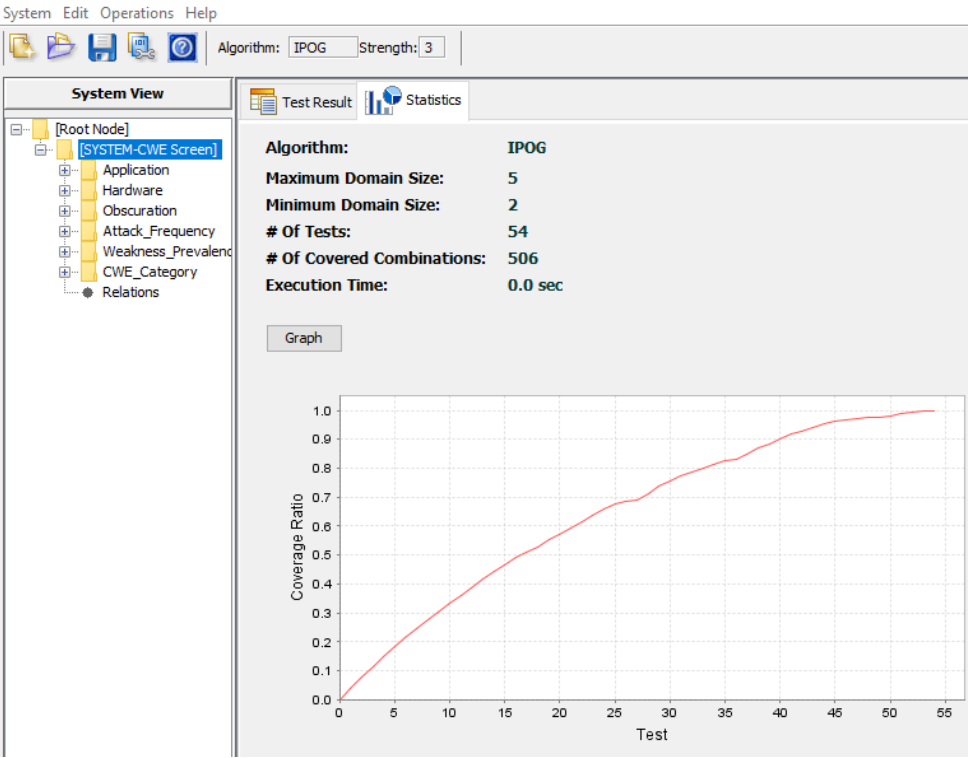 System Edit Operations Help
Algorithm: IPOG Strength: 3
System View
[Root Node]
[SYSTEM-CWE Screen]
Application
Hardware
Obscuration
Attack_Frequency
Weakness_Prevalenc
CWE_Category
Relations
Test Result Statistics
Algorithm: IPOG
Maximum Domain Size: 5
Minimum Domain Size: 2
# Of Tests: 54
# Of Covered Combinations: 506
Execution Time: 0.0 sec
Graph
1.0
0.9
0.8
0.7
0.6
0.5
0.4
0.3
0.2
0.1
0.0
Coverage Ratio
0 5 10 15 20 25 30 35 40 45 50 55
Test